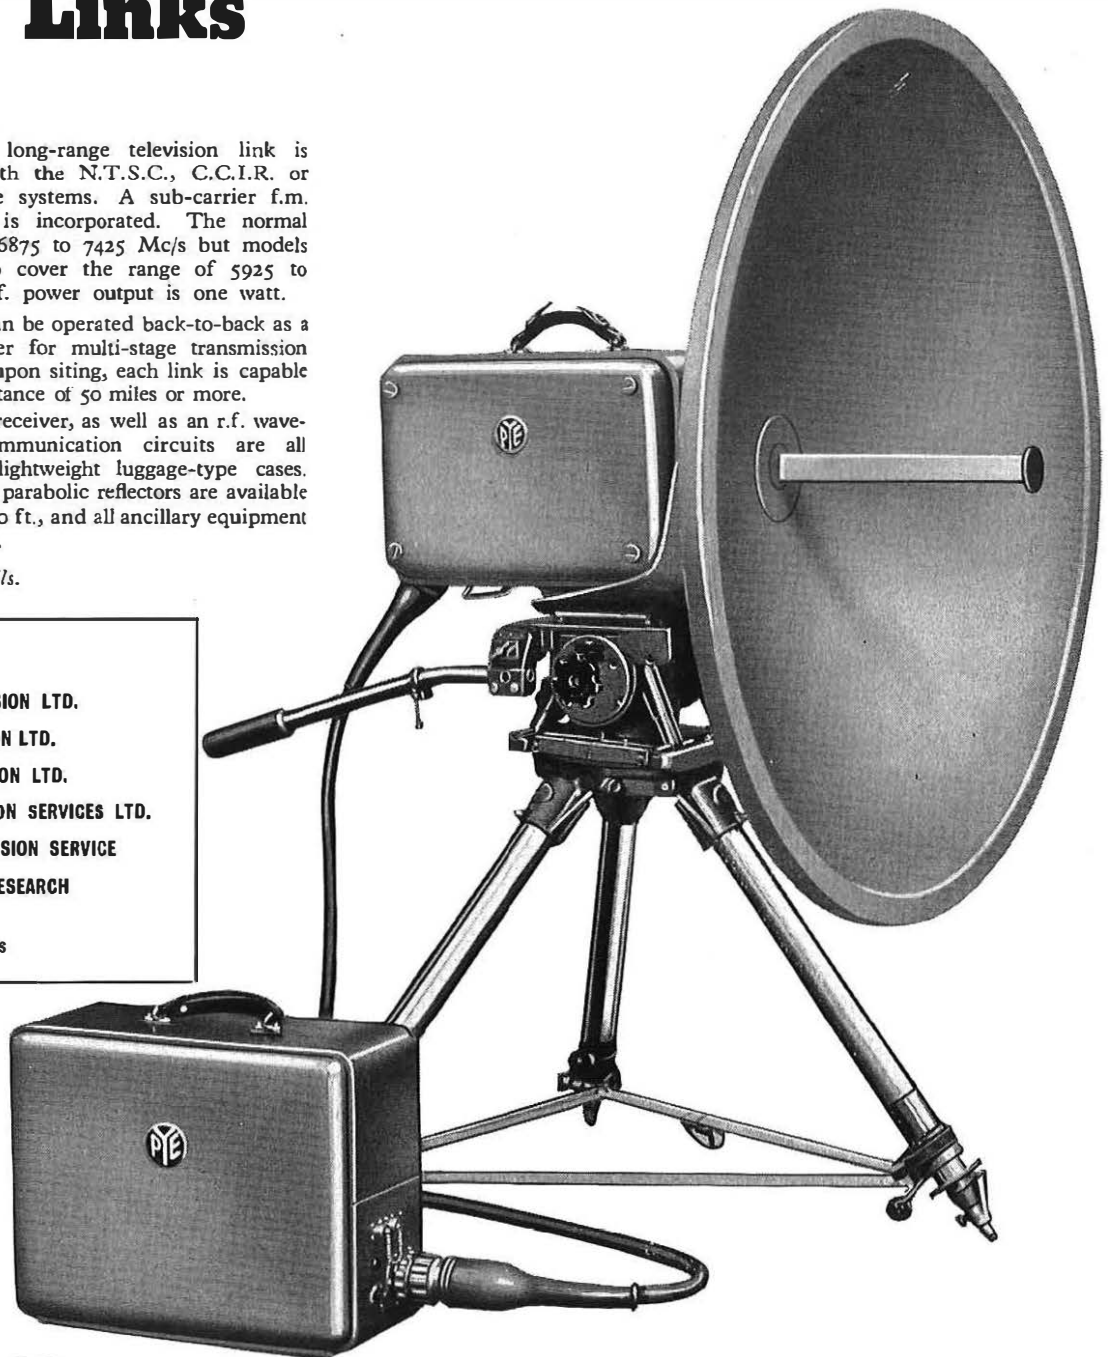 Links
long-range television link is
th the N.T.S.C., C.C.I.R. or
e systems. A sub-carrier f.m.
is incorporated. The normal
6875 to 7425 Mc/s but models
o cover the range of 5925 to
f. power output is one watt.
an be operated back-to-back as a
er for multi-stage transmission
upon siting, each link is capable
tance of 50 miles or more.
receiver, as well as an r.f. wave-
mmunication circuits are all
lightweight luggage-type cases.
parabolic reflectors are available
o ft., and all ancillary equipment
ls.
SION LTD.
N LTD.
ON LTD.
ON SERVICES LTD.
SION SERVICE
ESEARCH
s
PYE
PYE